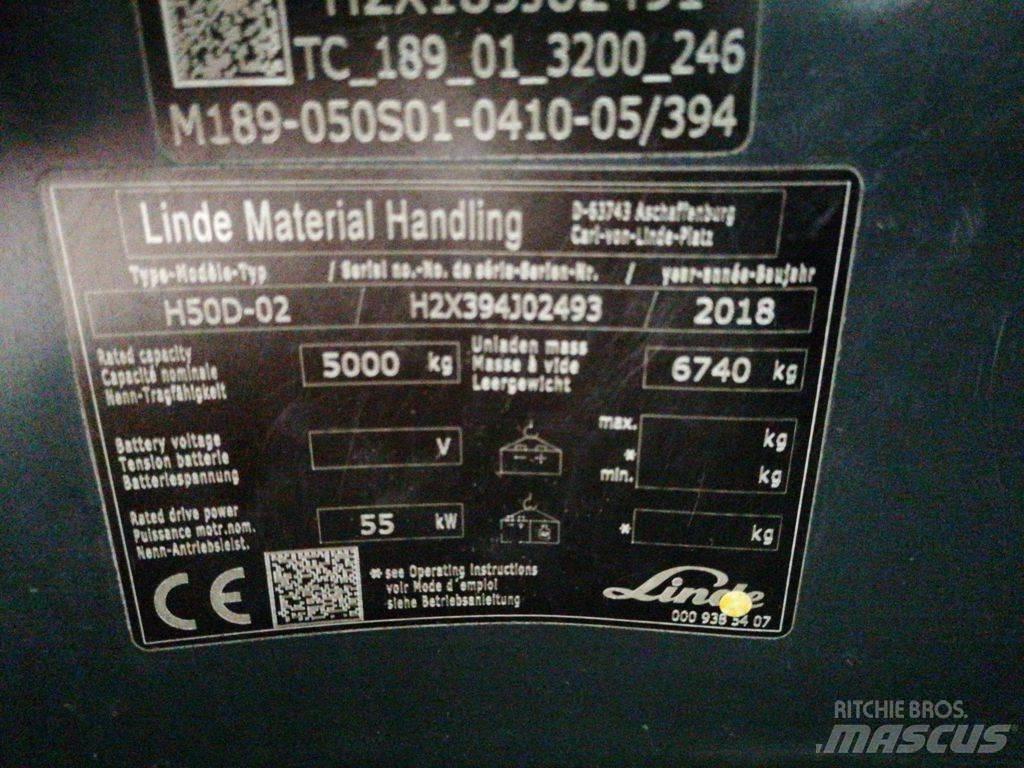 TC_189_01_3200_246
M189-050S01-0410-05/394
Linde Material Handling
D-63743 Aschaffenburg
Carl-von-Linde-Platz
Type-Modèle-Typ / Serial no.-No. de série-Serien-Nr. / year-année-Baujahr
H50D-02 / H2X394J02493 / 2018
Rated capacity
Capacité nominale
Nenn-Tragfähigkeit
5000 kg
Unladen mass
Masse à vide
Leergewicht
6740 kg
Battery voltage
Tension batterie
Batteriespannung
V
- +
max. kg
*
min. kg
Rated drive power
Puissance motr.nom.
Nenn-Antriebsleist.
55 kW
* kg
CE
* see Operating Instructions
voir Mode d'emploi
siehe Betriebsanleitung
Linde
000 938 54 07
RITCHIE BROS.
MASCUS